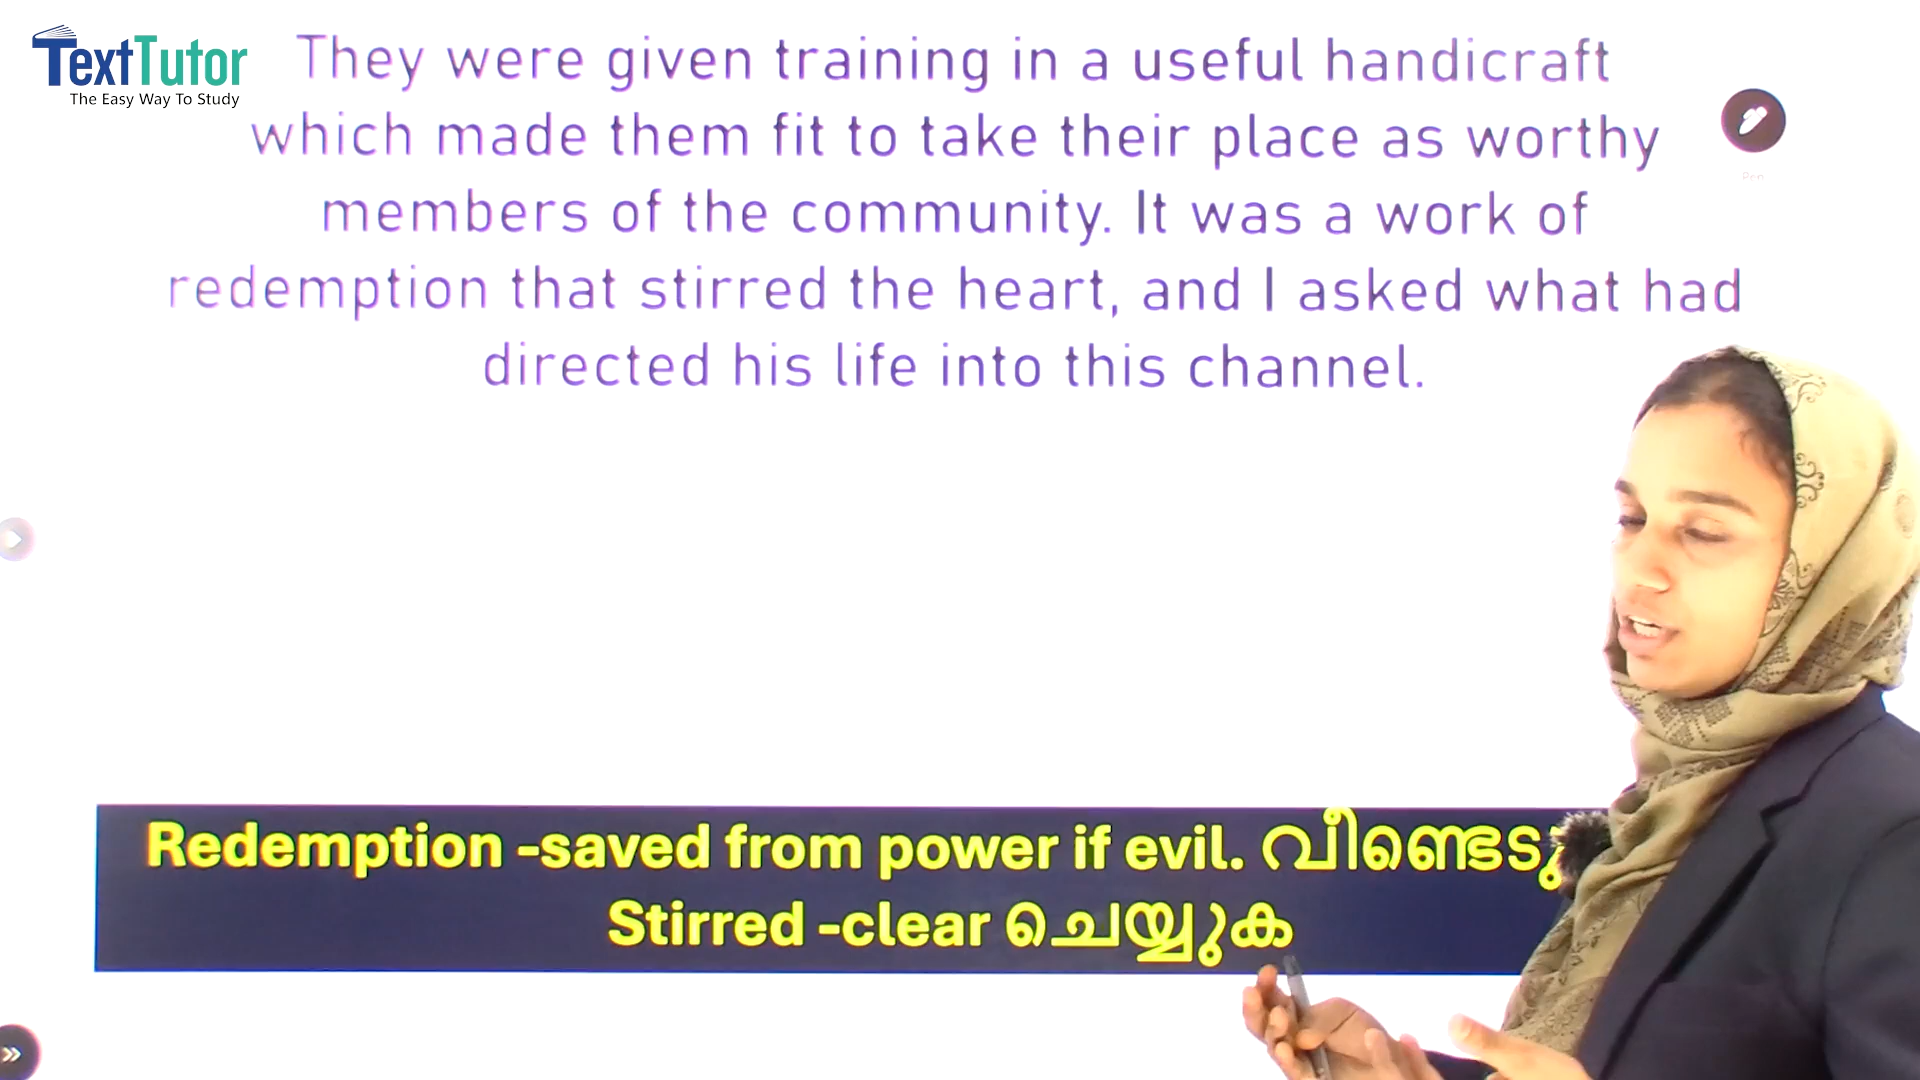 TextTutor
The Easy Way To Study
They were given training in a useful handicraft
which made them fit to take their place as worthy
members of the community. It was a work of
redemption that stirred the heart, and I asked what had
directed his life into this channel.
Pen
Redemption -saved from power if evil.
Stirred -clear ചെയ്യുക